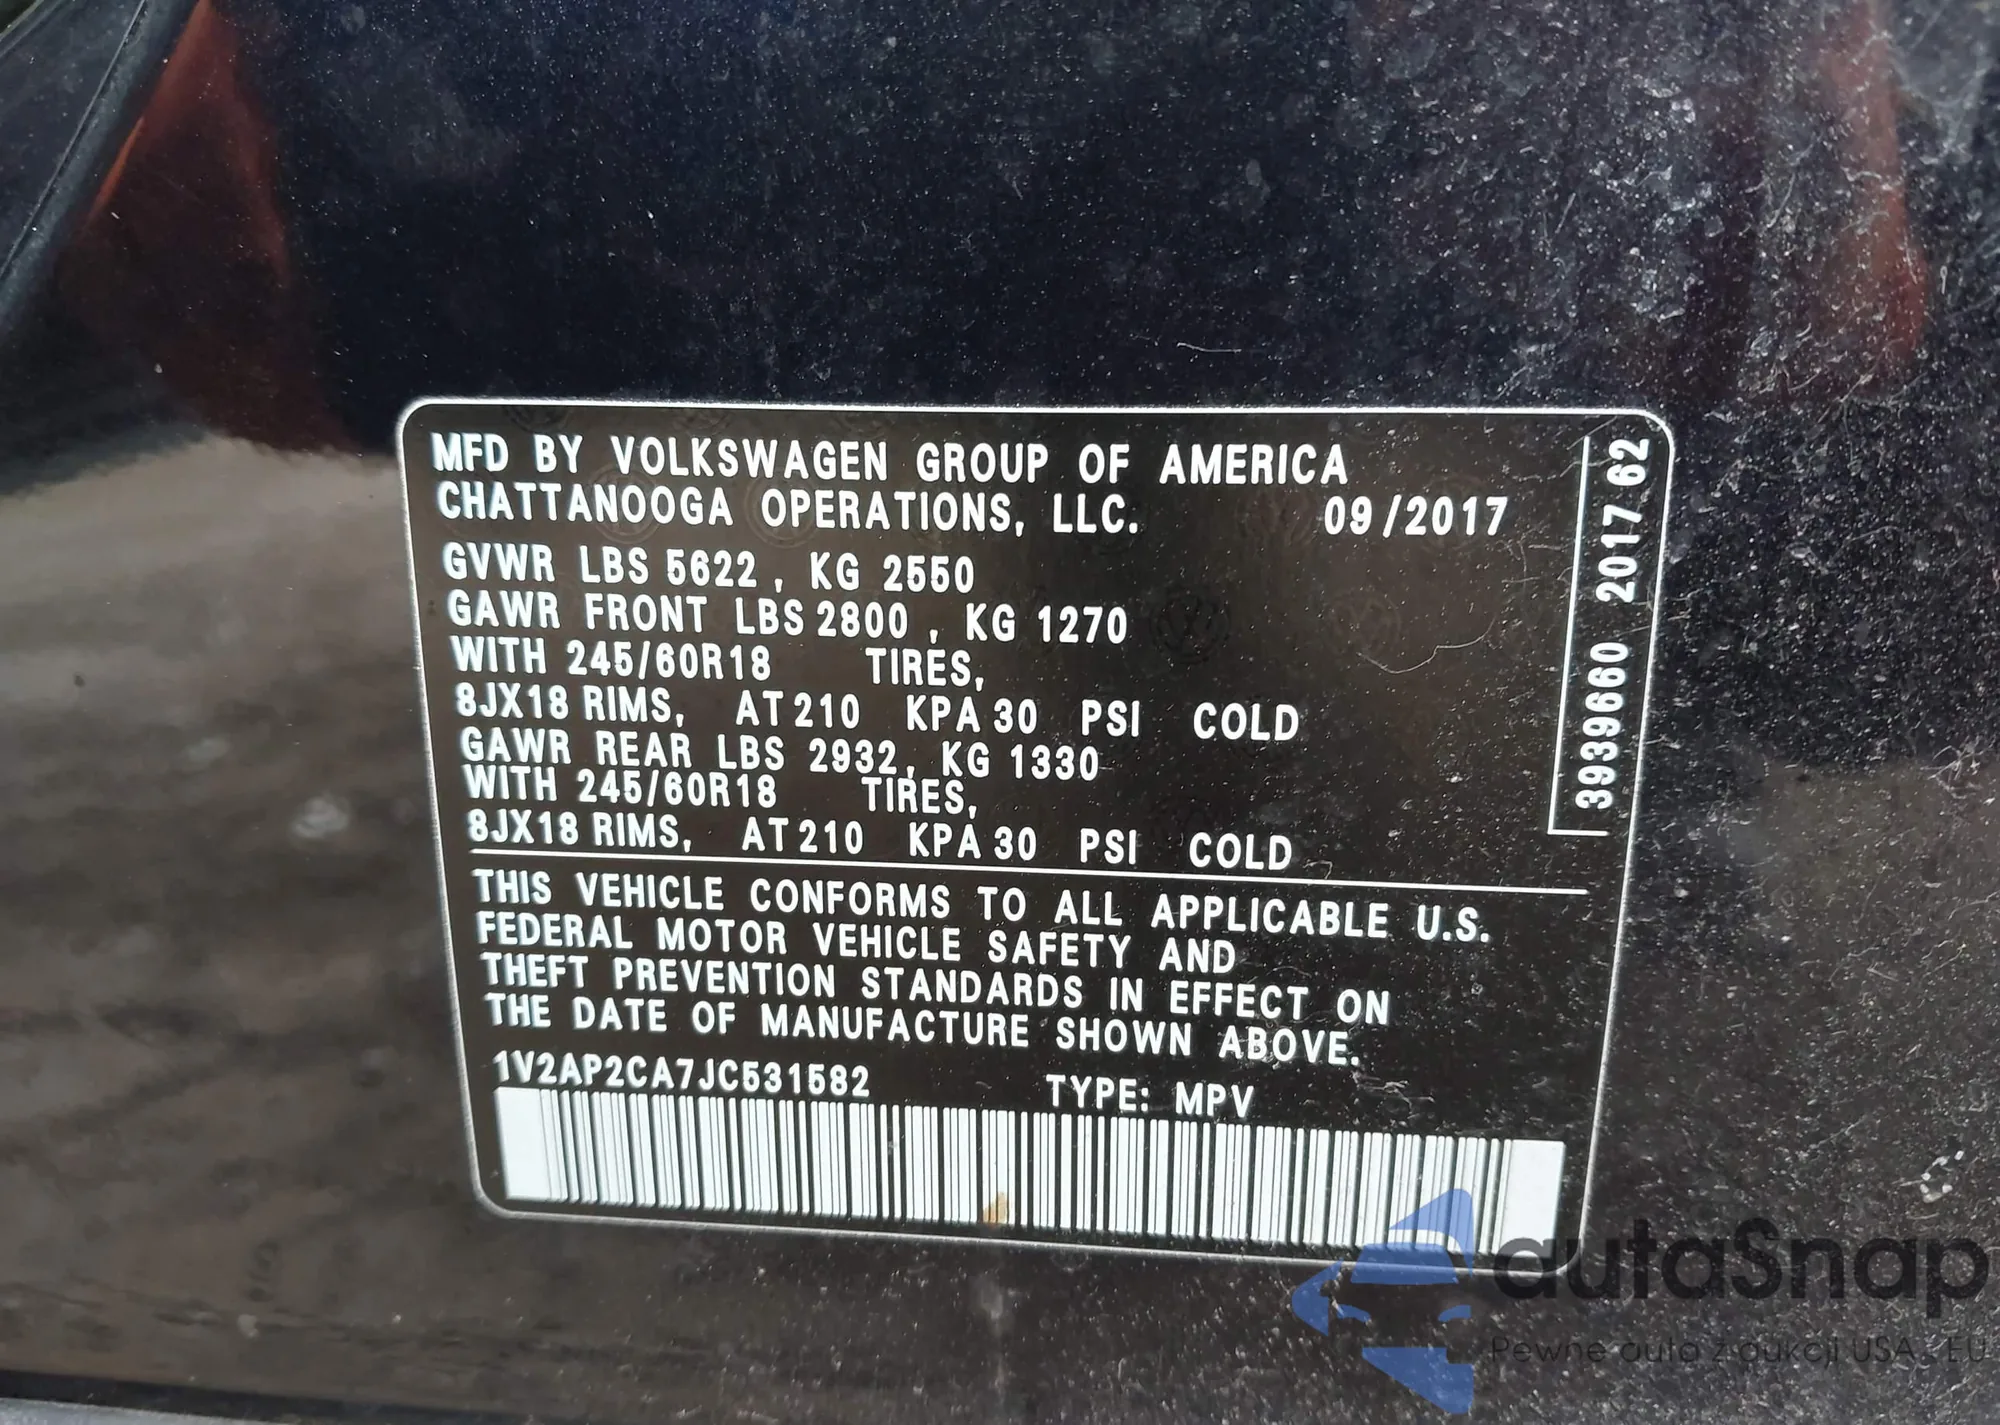 MFD BY VOLKSWAGEN GROUP OF AMERICA
CHATTANOOGA OPERATIONS, LLC. 09/2017
GVWR LBS 5622, KG 2550
GAWR FRONT LBS 2800, KG 1270
WITH 245/60R18 TIRES,
8JX18 RIMS, AT 210 KPA 30 PSI COLD
GAWR REAR LBS 2932, KG 1330
WITH 245/60R18 TIRES,
8JX18 RIMS, AT 210 KPA 30 PSI COLD
THIS VEHICLE CONFORMS TO ALL APPLICABLE U.S.
FEDERAL MOTOR VEHICLE SAFETY AND
THEFT PREVENTION STANDARDS IN EFFECT ON
THE DATE OF MANUFACTURE SHOWN ABOVE.
1V2AP2CA7JC531582 TYPE: MPV
3939660 2017 62
autaSnap
Pewne auta z aukcji USA i EU